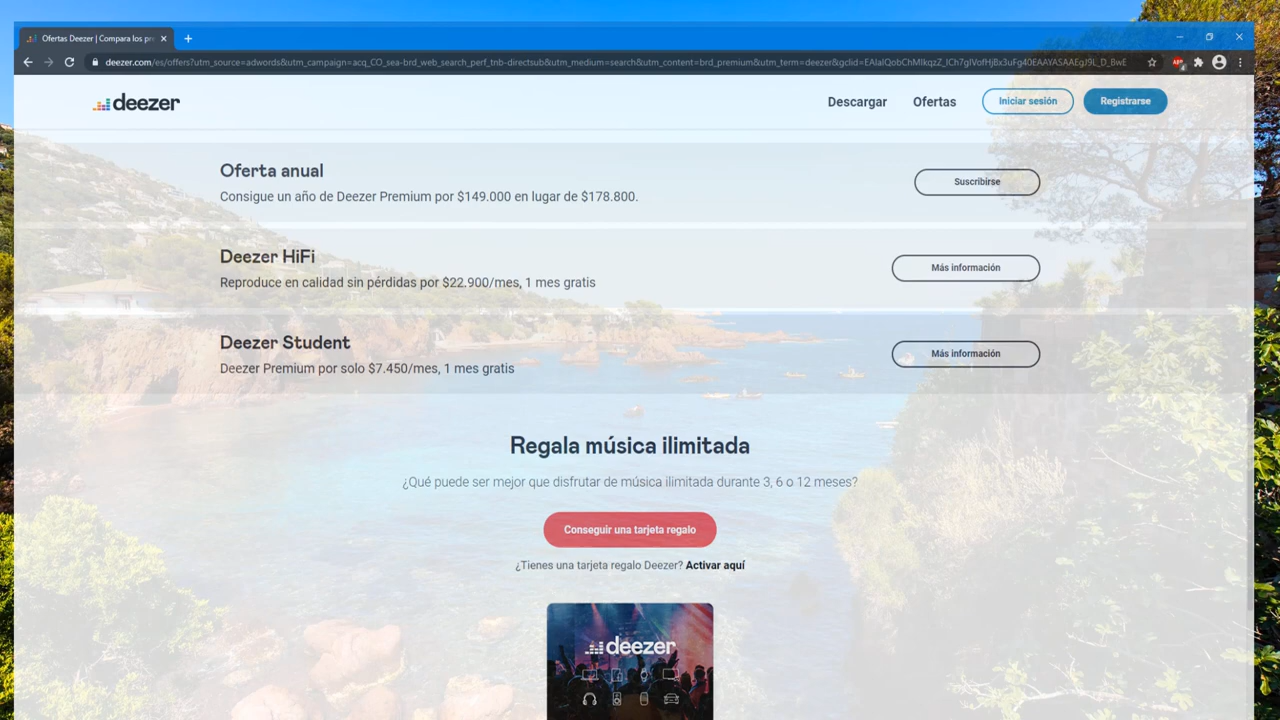 Ofertas Deezer | Compara los pre
deezer.com/es/offers?utm_source=adwords&utm_campaign=acq_CO_sea-brd_web_search_perf_tnb-directsub&utm_medium=search&utm_content=brd_premium&utm_term=deezer&gclid=
deezer
Descargar
Ofertas
Iniciar sesión
Registrarse
Oferta anual
Consigue un año de Deezer Premium por $149.000 en lugar de $178.800.
Suscribirse
Deezer HiFi
Reproduce en calidad sin pérdidas por $22.900/mes, 1 mes gratis
Más información
Deezer Student
Deezer Premium por solo $7.450/mes, 1 mes gratis
Más información
Regala música ilimitada
¿Qué puede ser mejor que disfrutar de música ilimitada durante 3, 6 o 12 meses?
Conseguir una tarjeta regalo
¿Tienes una tarjeta regalo Deezer? Activar aquí
deezer